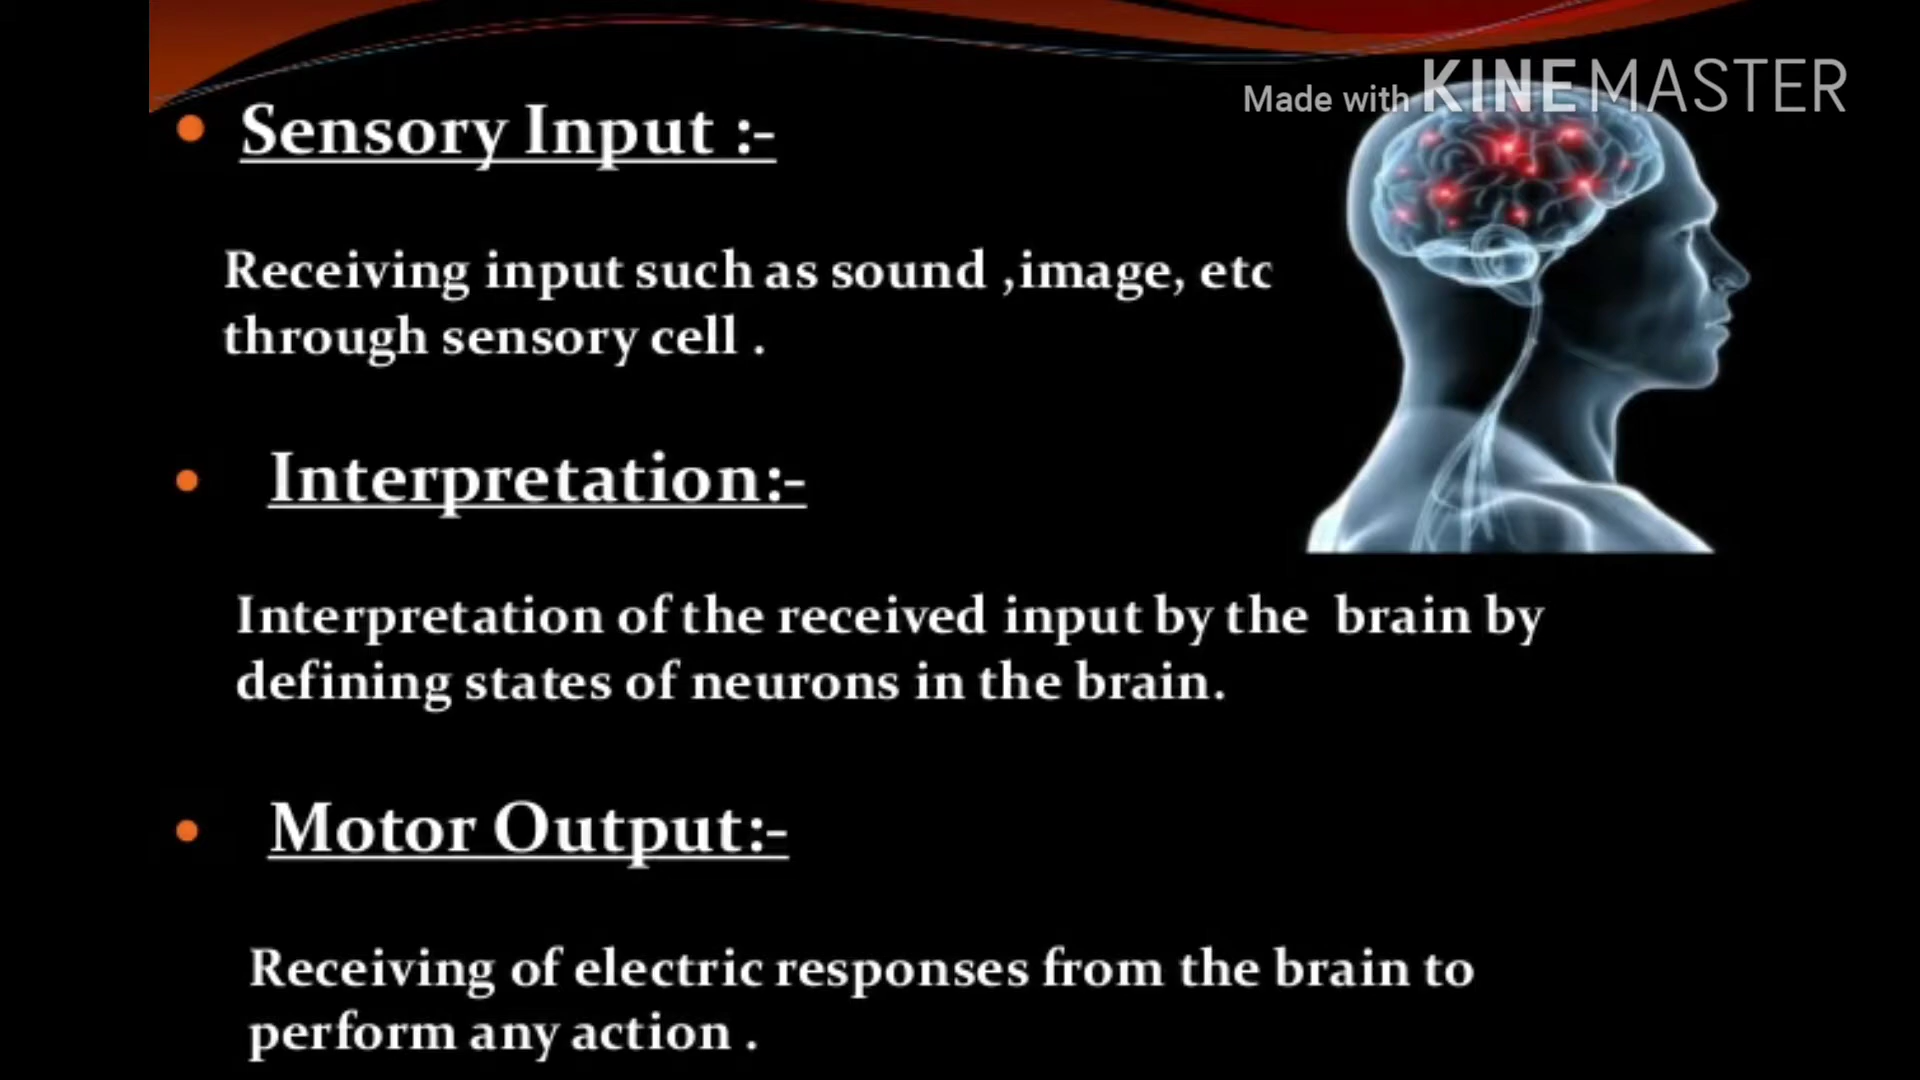 Made with KINEMASTER
Sensory Input :-
Receiving input such as sound ,image, etc
through sensory cell .
Interpretation:-
Interpretation of the received input by the brain by
defining states of neurons in the brain.
Motor Output:-
Receiving of electric responses from the brain to
perform any action .